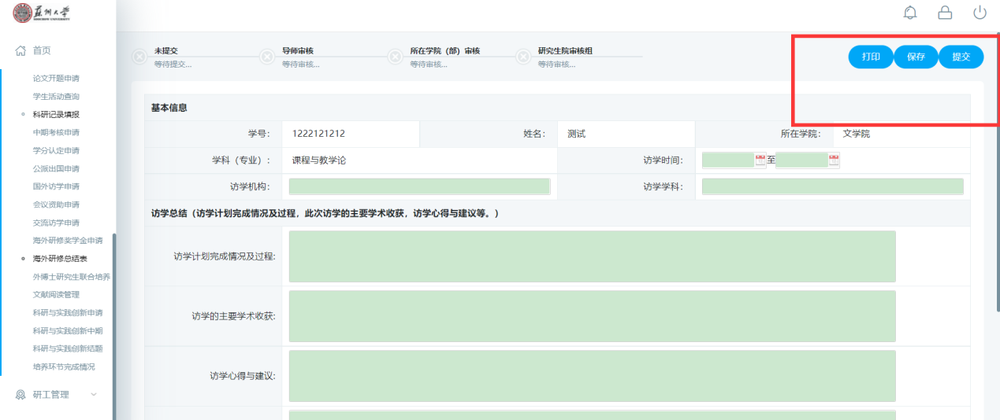 蘇州大学
SOOCHOW UNIVERSITY
首页
论文开题申请
学生活动查询
科研记录填报
中期考核申请
学分认定申请
公派出国申请
国外访学申请
会议资助申请
交流访学申请
海外研修奖学金申请
海外研修总结表
外博士研究生联合培养
文献阅读管理
科研与实践创新申请
科研与实践创新中期
科研与实践创新结题
培养环节完成情况
研工管理
未提交 导师审核 所在学院（部）审核 研究生院审核组
等待提交... 等待审核... 等待审核... 等待审核...
打印 保存 提交
基本信息
学号: 1222121212 姓名: 测试 所在学院: 文学院
学科（专业）: 课程与教学论 访学时间: 至
访学机构: 访学学科:
访学总结（访学计划完成情况及过程，此次访学的主要学术收获，访学心得与建议等。）
访学计划完成情况及过程:
访学的主要学术收获:
访学心得与建议: